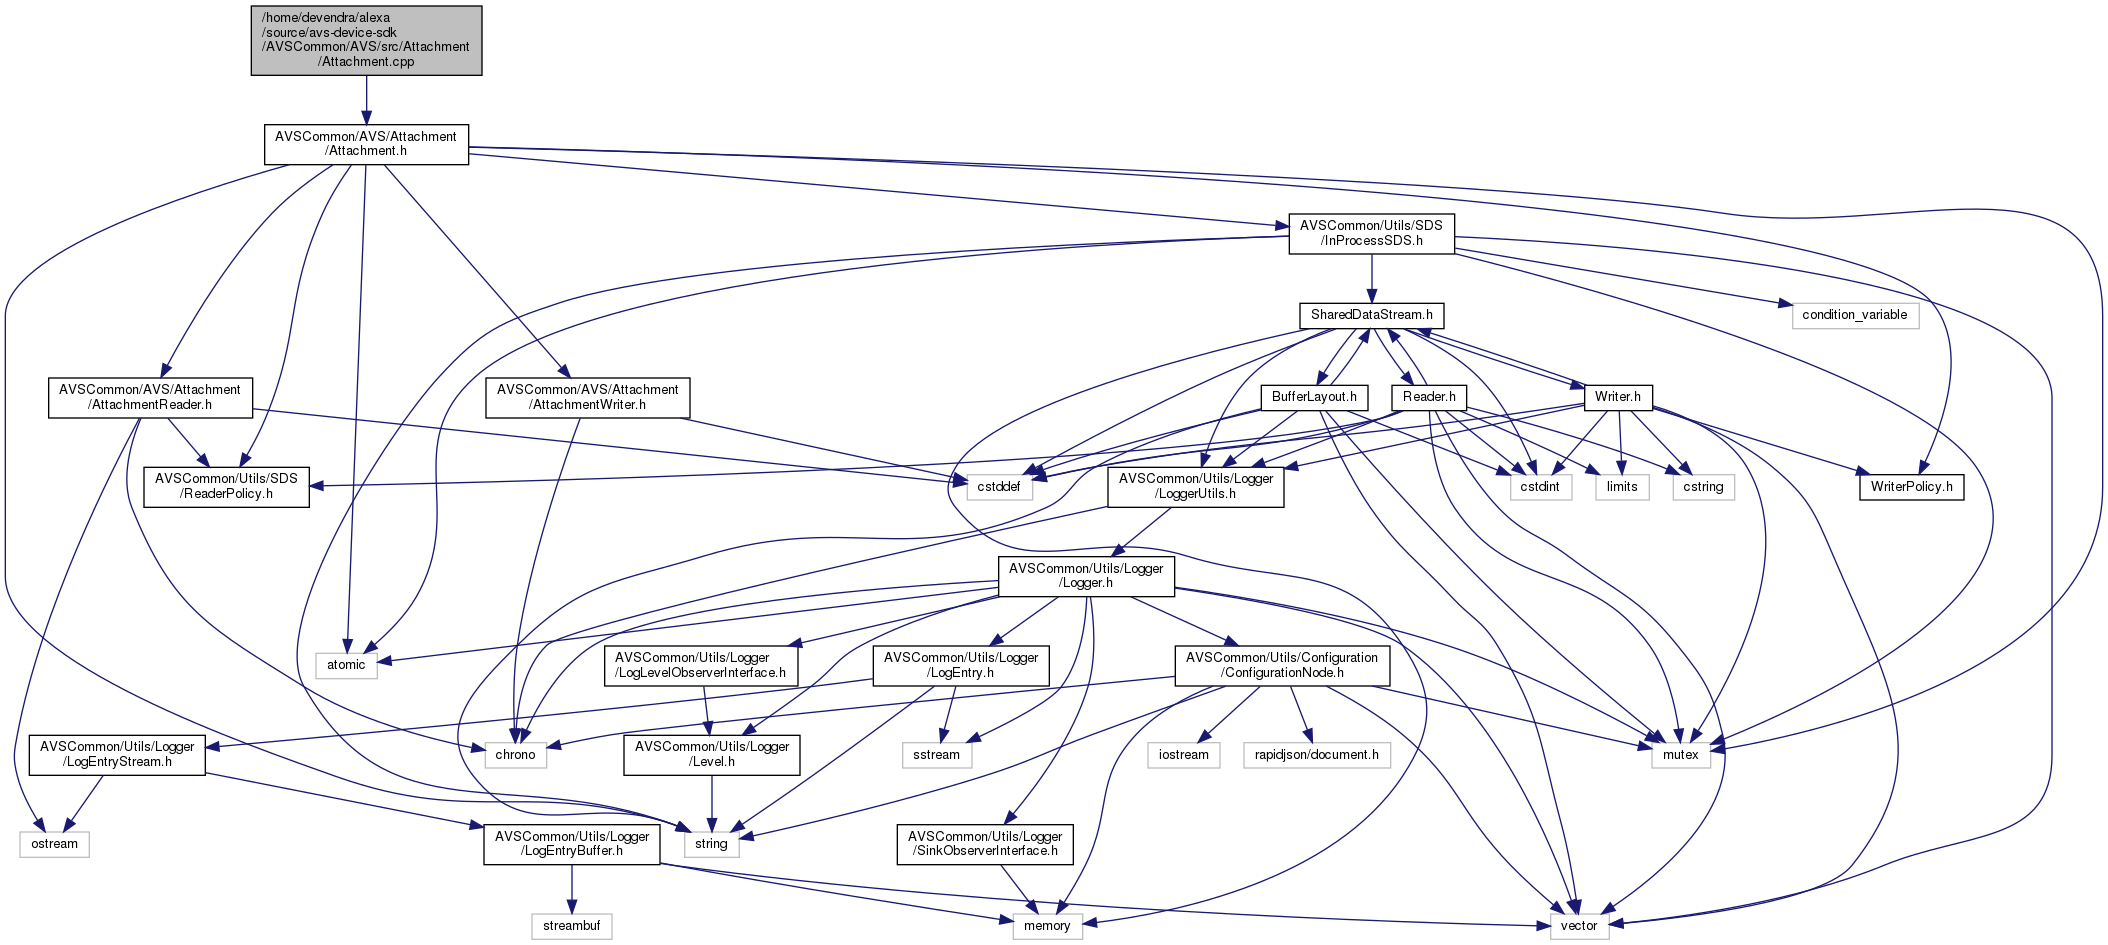 /home/devendra/alexa
/source/avs-device-sdk
/AVSCommon/AVS/src/Attachment
/Attachment.cpp
AVSCommon/AVS/Attachment
/Attachment.h
AVSCommon/Utils/SDS
/InProcessSDS.h
SharedDataStream.h
condition_variable
AVSCommon/AVS/Attachment
/AttachmentReader.h
AVSCommon/AVS/Attachment
/AttachmentWriter.h
BufferLayout.h
Reader.h
Writer.h
AVSCommon/Utils/SDS
/ReaderPolicy.h
cstddef
AVSCommon/Utils/Logger
/LoggerUtils.h
cstdint
limits
cstring
WriterPolicy.h
AVSCommon/Utils/Logger
/Logger.h
atomic
AVSCommon/Utils/Logger
/LogLevelObserverInterface.h
AVSCommon/Utils/Logger
/LogEntry.h
AVSCommon/Utils/Configuration
/ConfigurationNode.h
AVSCommon/Utils/Logger
/LogEntryStream.h
chrono
AVSCommon/Utils/Logger
/Level.h
sstream
iostream
rapidjson/document.h
mutex
ostream
AVSCommon/Utils/Logger
/LogEntryBuffer.h
string
AVSCommon/Utils/Logger
/SinkObserverInterface.h
streambuf
memory
vector